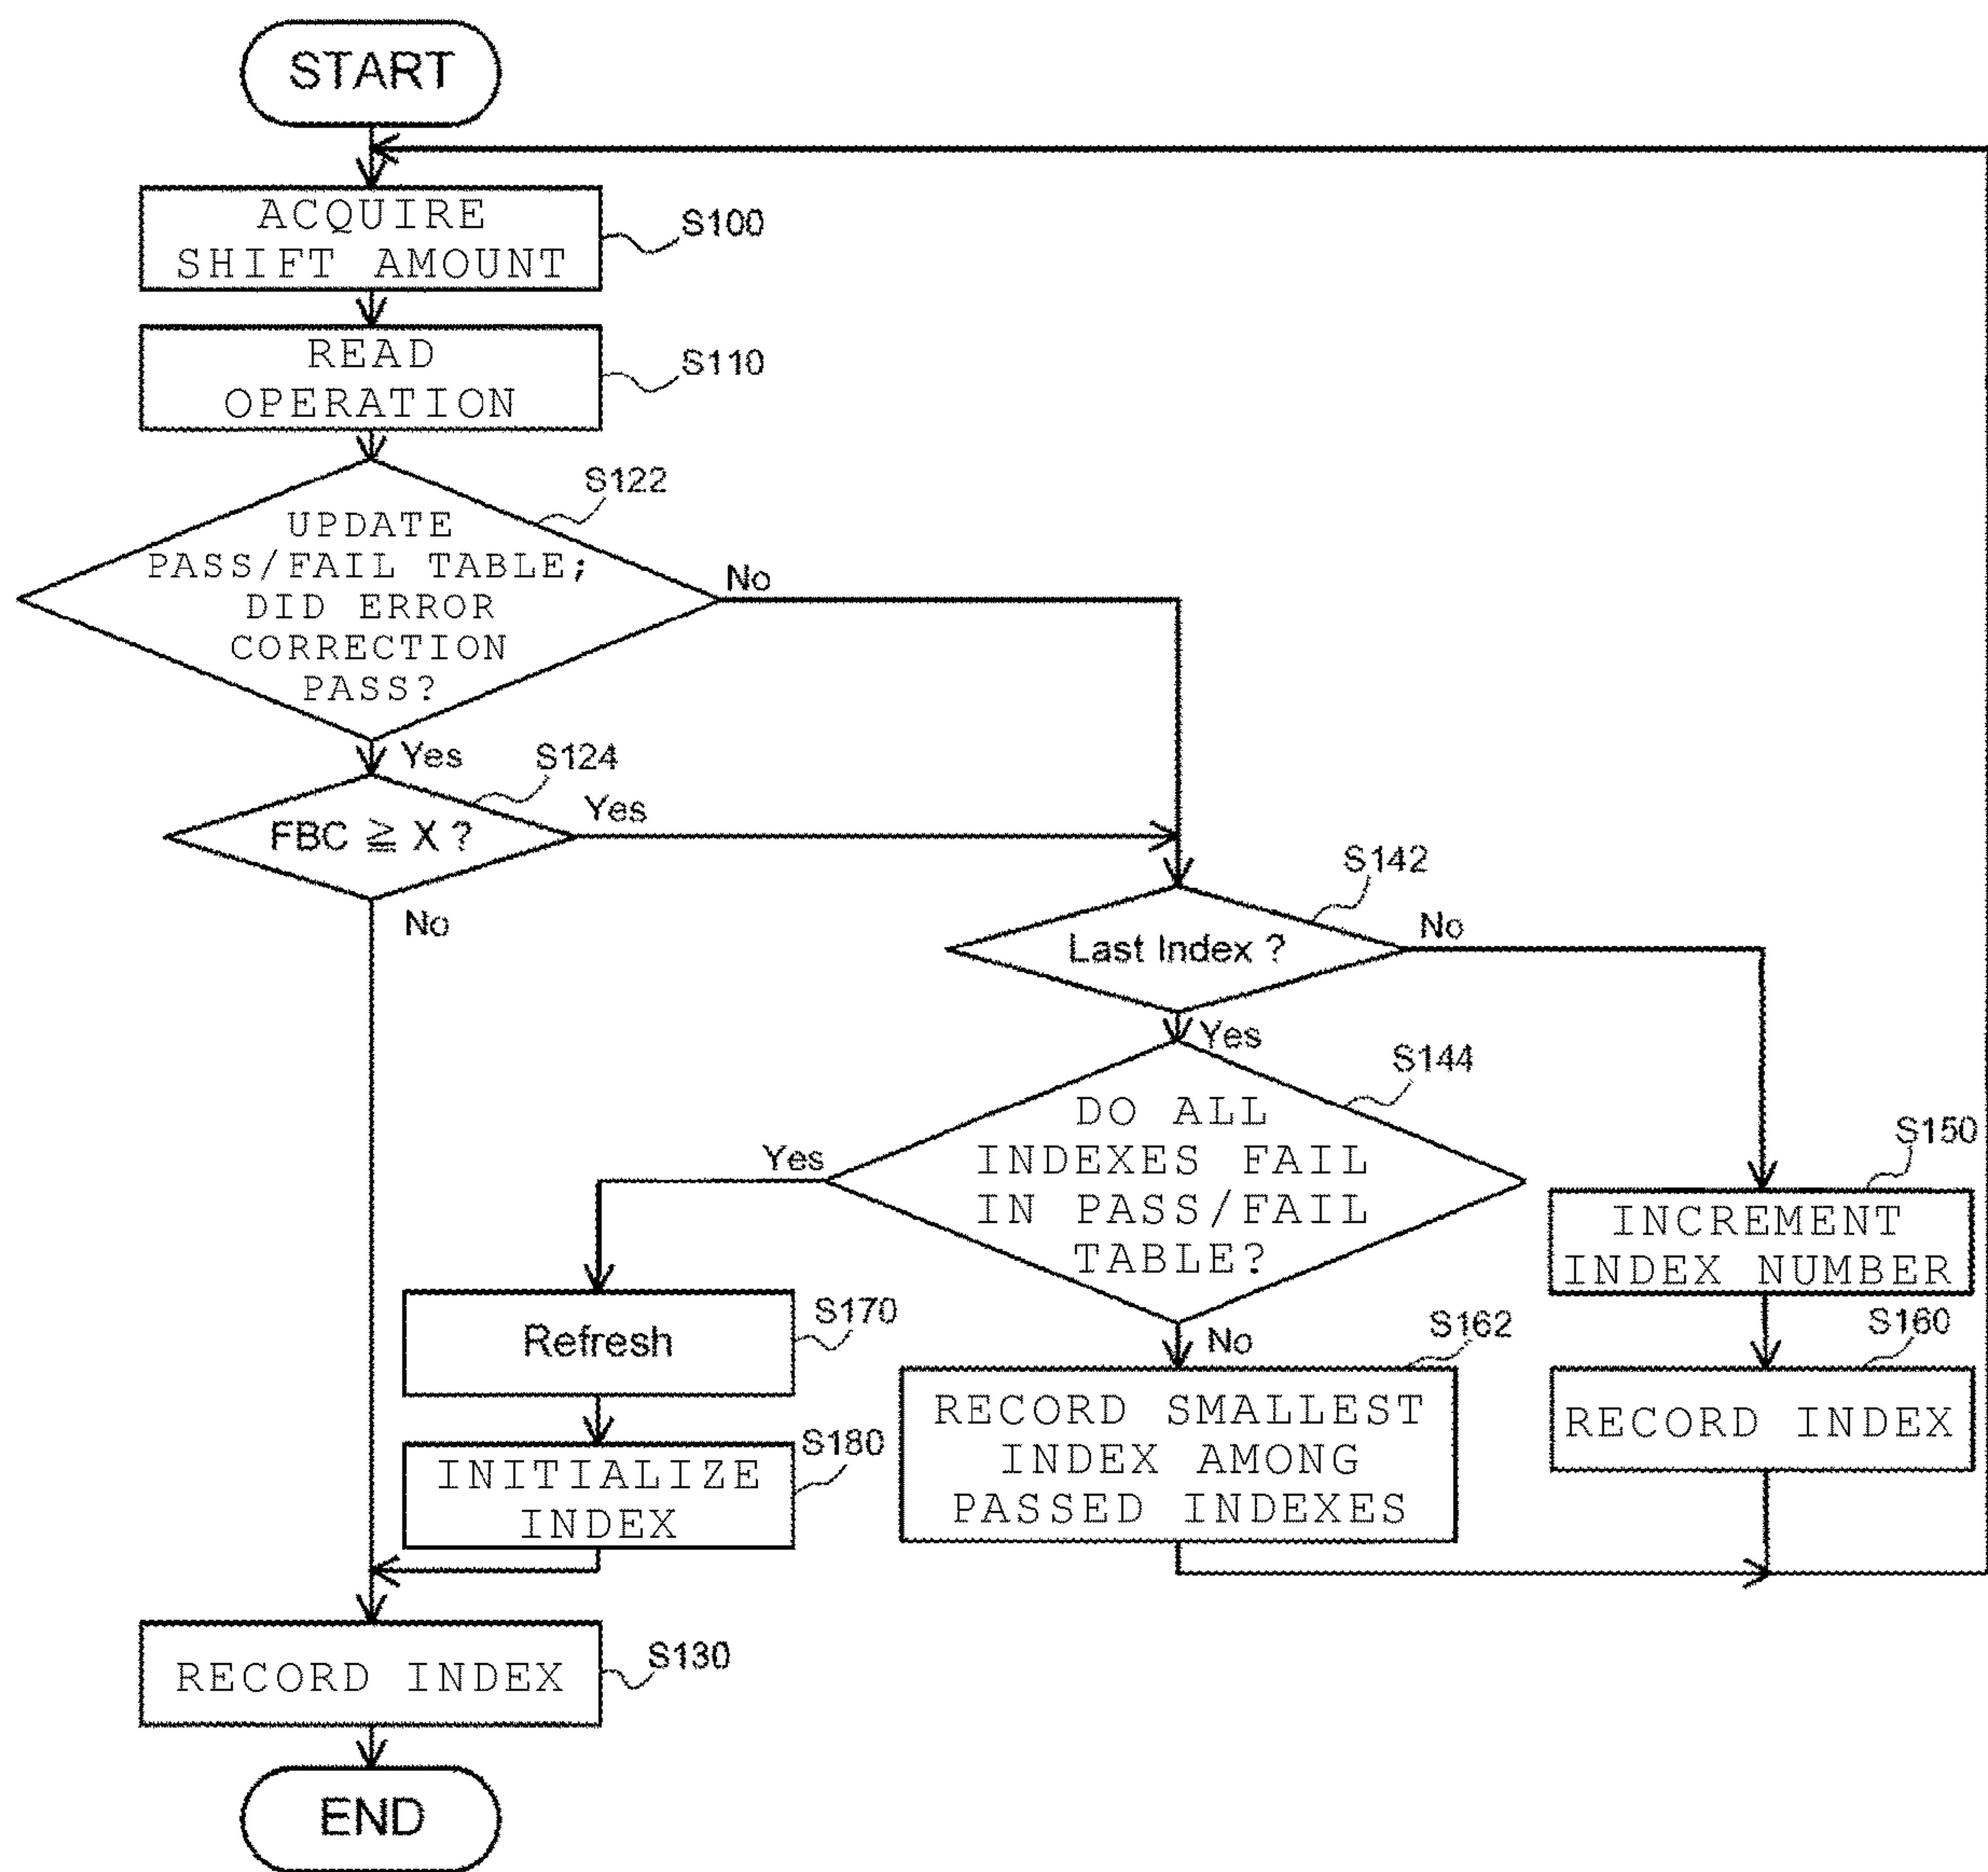 START
ACQUIRE
SHIFT AMOUNT
S100
READ
OPERATION
S110
S122
UPDATE
PASS/FAIL TABLE;
DID ERROR
CORRECTION
PASS?
No
Yes
S124
FBC ≧ X ?
Yes
No
S142
Last Index ?
No
Yes
S144
DO ALL
INDEXES FAIL
IN PASS/FAIL
TABLE?
Yes
No
S150
INCREMENT
INDEX NUMBER
S160
RECORD INDEX
S170
Refresh
S162
RECORD SMALLEST
INDEX AMONG
PASSED INDEXES
S180
INITIALIZE
INDEX
RECORD INDEX
S130
END